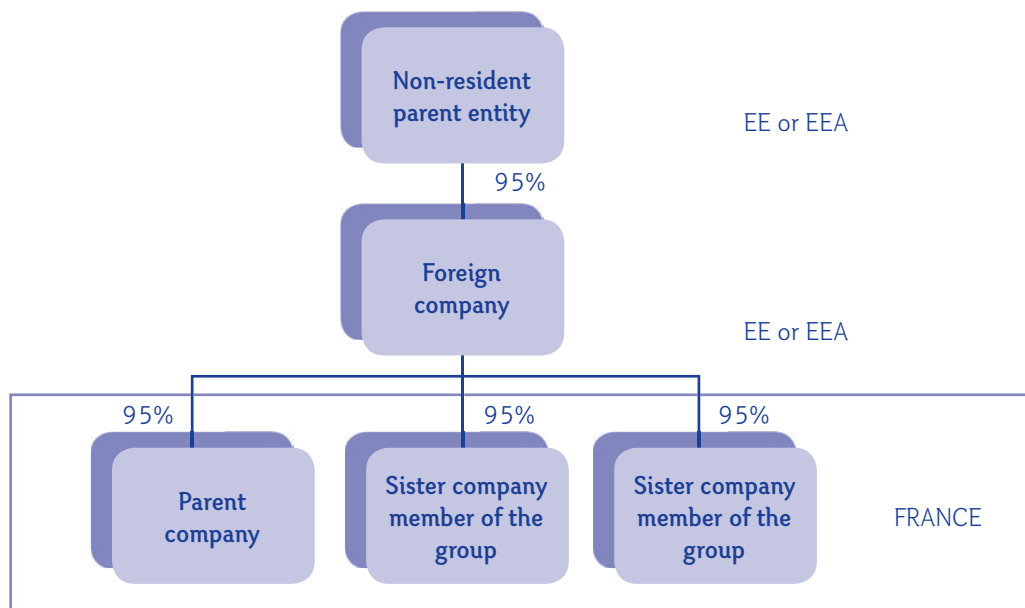 Non-resident
parent entity
EE or EEA
95%
Foreign
company
EE or EEA
95%
95%
95%
Parent
company
Sister company
member of the
group
Sister company
member of the
group
FRANCE